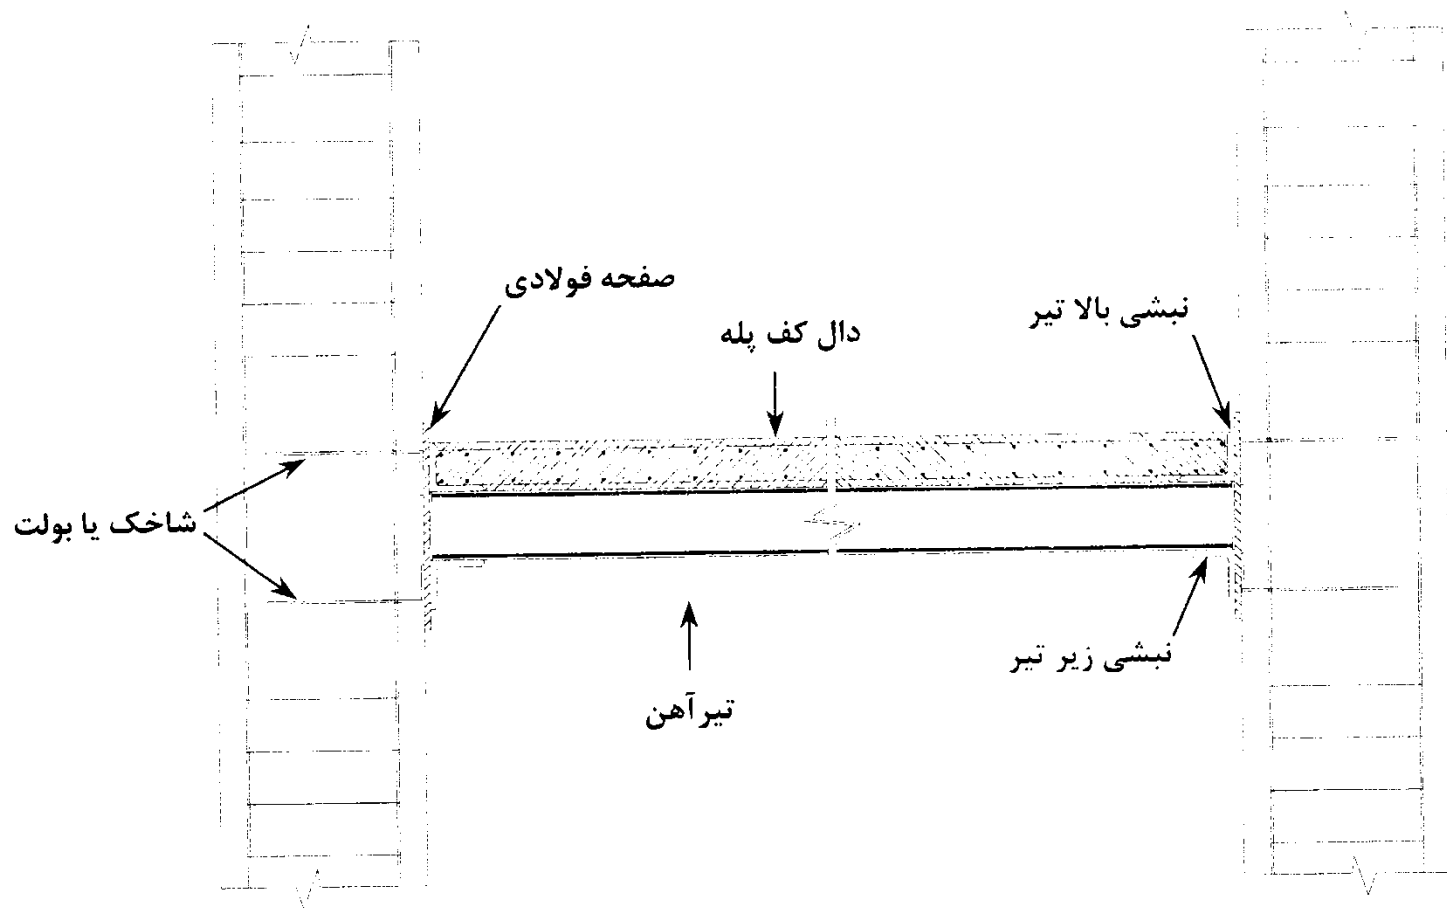 صفحه فولادی
نبشی بالا تیر
دال کف پله
شاخک یا بولت
نبشی زیر تیر
تیرآهن